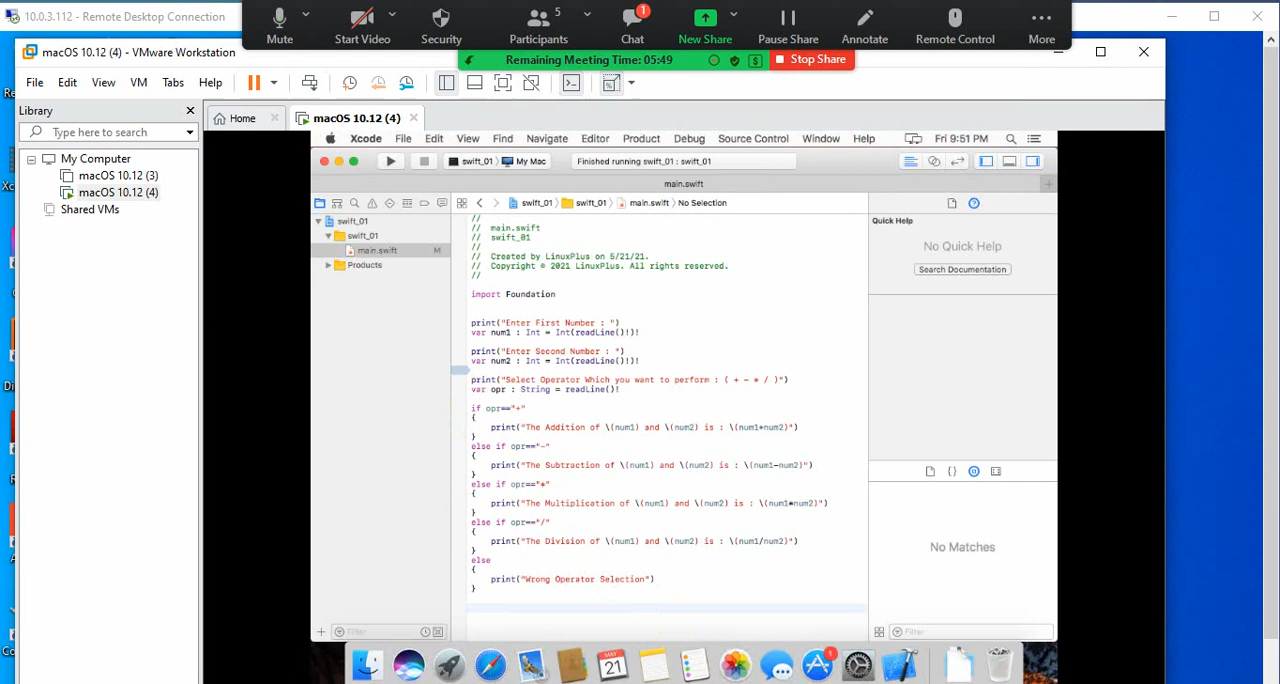 10.0.3.112 - Remote Desktop Connection
Mute
Start Video
Security
5
Participants
1
Chat
New Share
Pause Share
Annotate
Remote Control
More
Remaining Meeting Time: 05:49
Stop Share
macOS 10.12 (4) - VMware Workstation
File Edit View VM Tabs Help
Library
Type here to search
My Computer
macOS 10.12 (3)
macOS 10.12 (4)
Shared VMs
Home
macOS 10.12 (4)
Xcode File Edit View Find Navigate Editor Product Debug Source Control Window Help Fri 9:51 PM
swift_01 My Mac
Finished running swift_01 : swift_01
main.swift
swift_01 swift_01 main.swift No Selection
swift_01
swift_01
main.swift M
Products
//
// main.swift
// swift_01
//
// Created by LinuxPlus on 5/21/21.
// Copyright © 2021 LinuxPlus. All rights reserved.
//
import Foundation
print("Enter First Number : ")
var num1 : Int = Int(readLine()!)!
print("Enter Second Number : ")
var num2 : Int = Int(readLine()!)!
print("Select Operator Which you want to perform : ( + - * / )")
var opr : String = readLine()!
if opr=="+"
{
print("The Addition of \(num1) and \(num2) is : \(num1+num2)")
}
else if opr=="-"
{
print("The Subtraction of \(num1) and \(num2) is : \(num1-num2)")
}
else if opr=="*"
{
print("The Multiplication of \(num1) and \(num2) is : \(num1*num2)")
}
else if opr=="/"
{
print("The Division of \(num1) and \(num2) is : \(num1/num2)")
}
else
{
print("Wrong Operator Selection")
}
Quick Help
No Quick Help
Search Documentation
No Matches
Filter
Filter
MAY
21
1